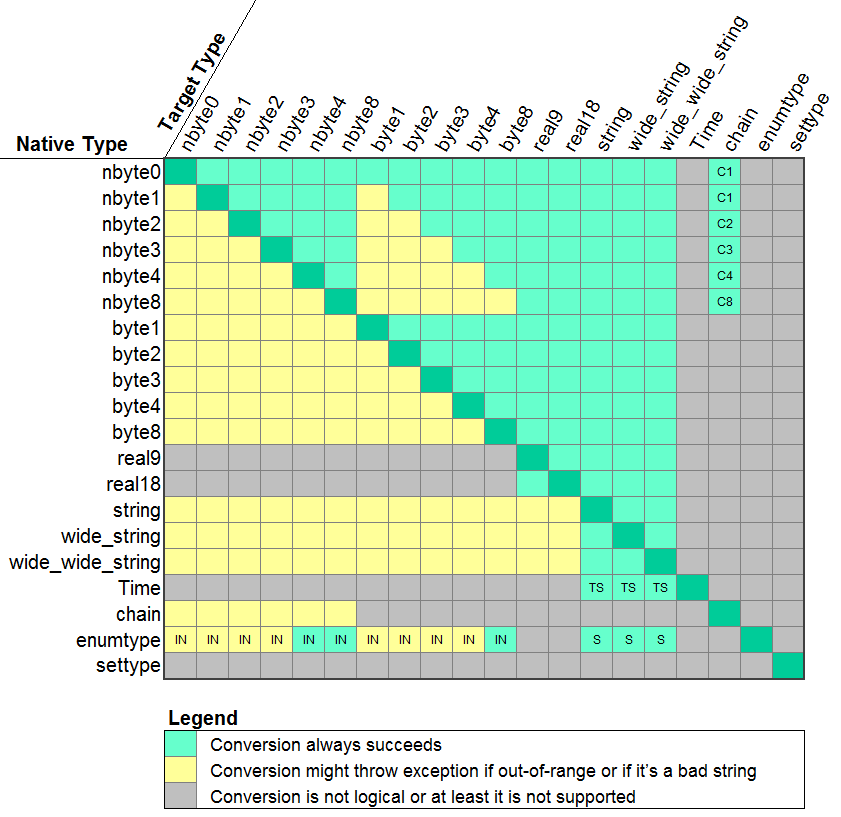 Target Type
nbyte0
nbyte1
nbyte2
nbyte3
nbyte4
nbyte8
byte1
byte2
byte3
byte4
byte8
real9
real18
string
wide_string
wide_wide_string
Time
chain
enumtype
settype
Native Type
nbyte0 C1
nbyte1 C1
nbyte2 C2
nbyte3 C3
nbyte4 C4
nbyte8 C8
byte1
byte2
byte3
byte4
byte8
real9
real18
string
wide_string
wide_wide_string
Time TS TS TS
chain
enumtype IN IN IN IN IN IN IN IN IN IN IN S S S
settype
Legend
Conversion always succeeds
Conversion might throw exception if out-of-range or if it's a bad string
Conversion is not logical or at least it is not supported